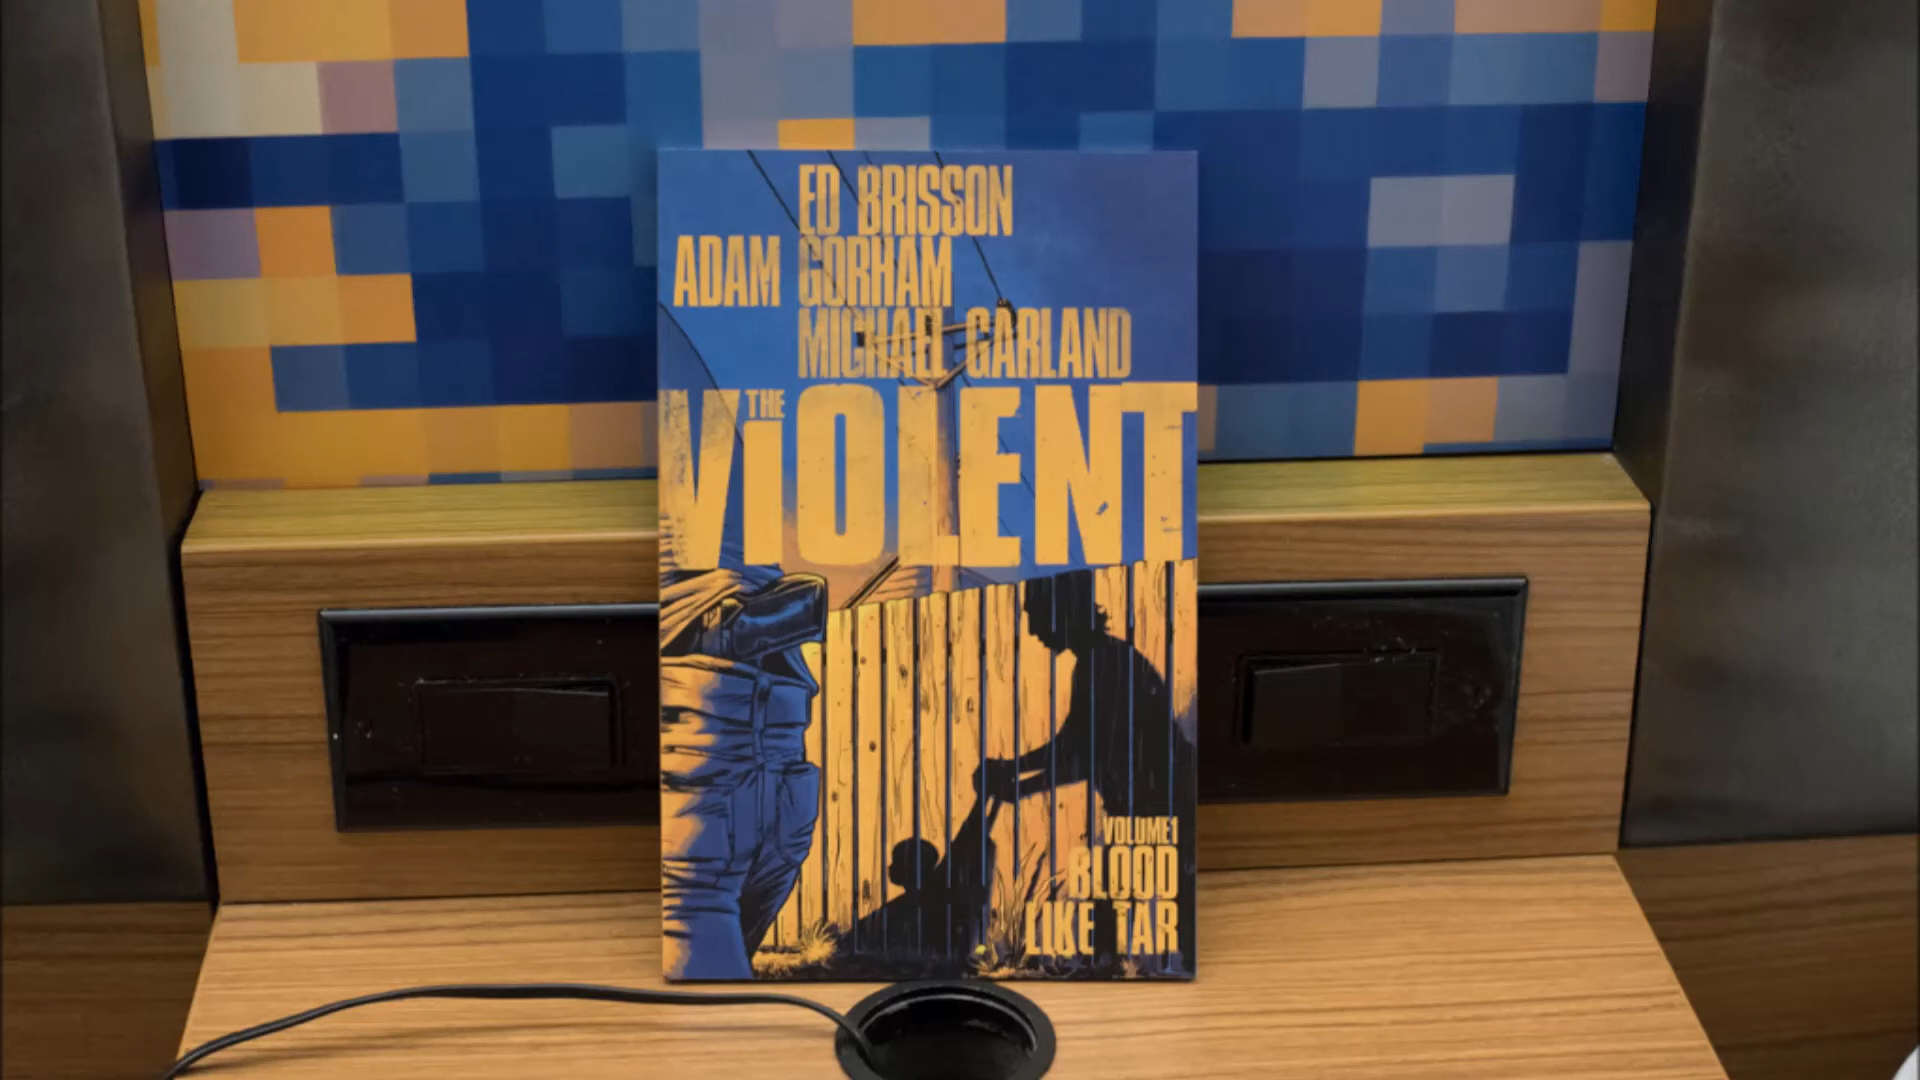 ED BRISSON
ADAM GORHAM
MICHAEL GARLAND
THE
ViOLENT
VOLUME 1
BLOOD
LIKE TAR